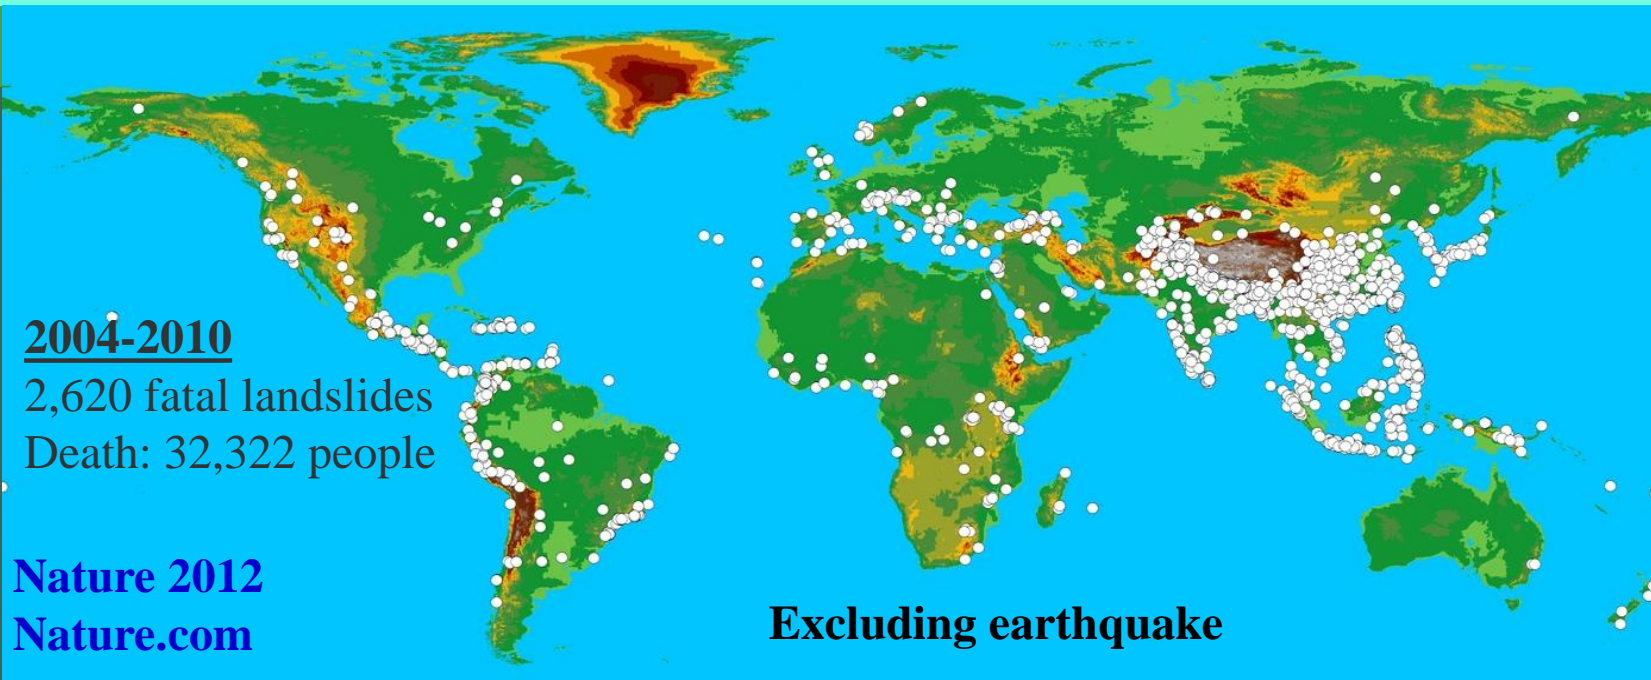 2004-2010
2,620 fatal landslides
Death: 32,322 people
Nature 2012
Nature.com
Excluding earthquake